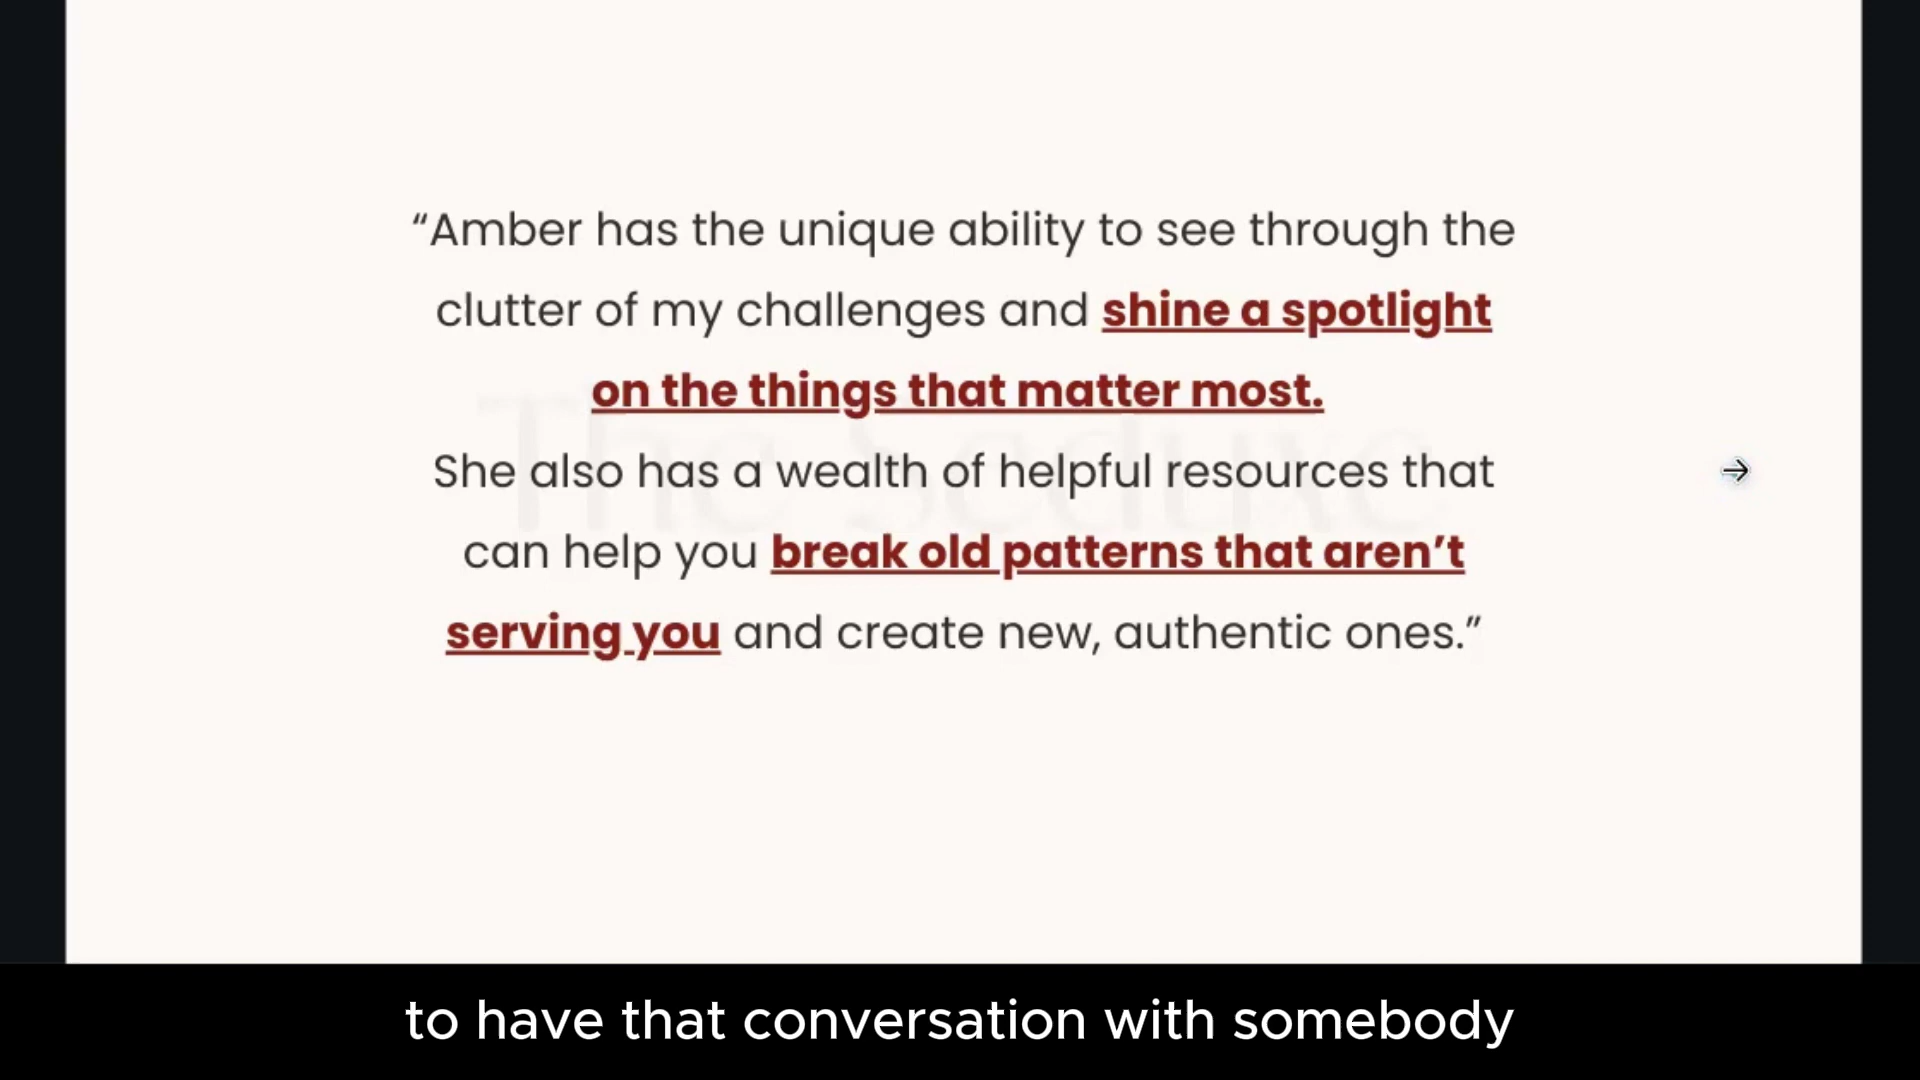 “Amber has the unique ability to see through the
clutter of my challenges and shine a spotlight
on the things that matter most.
She also has a wealth of helpful resources that
can help you break old patterns that aren’t
serving you and create new, authentic ones.”
to have that conversation with somebody